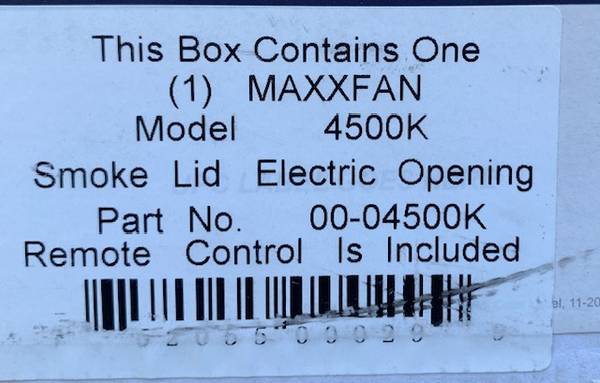 This Box Contains One
(1) MAXXFAN
Model 4500K
Smoke Lid Electric Opening
Part No. 00-04500K
Remote Control Is Included